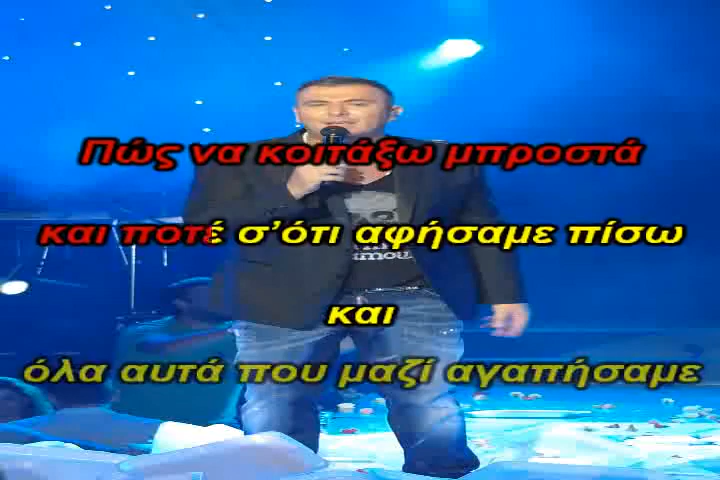 Πώς να κοιτάξω μπροστά
και ποτέ σ'ότι αφήσαμε πίσω
και
όλα αυτά που μαζί αγαπήσαμε